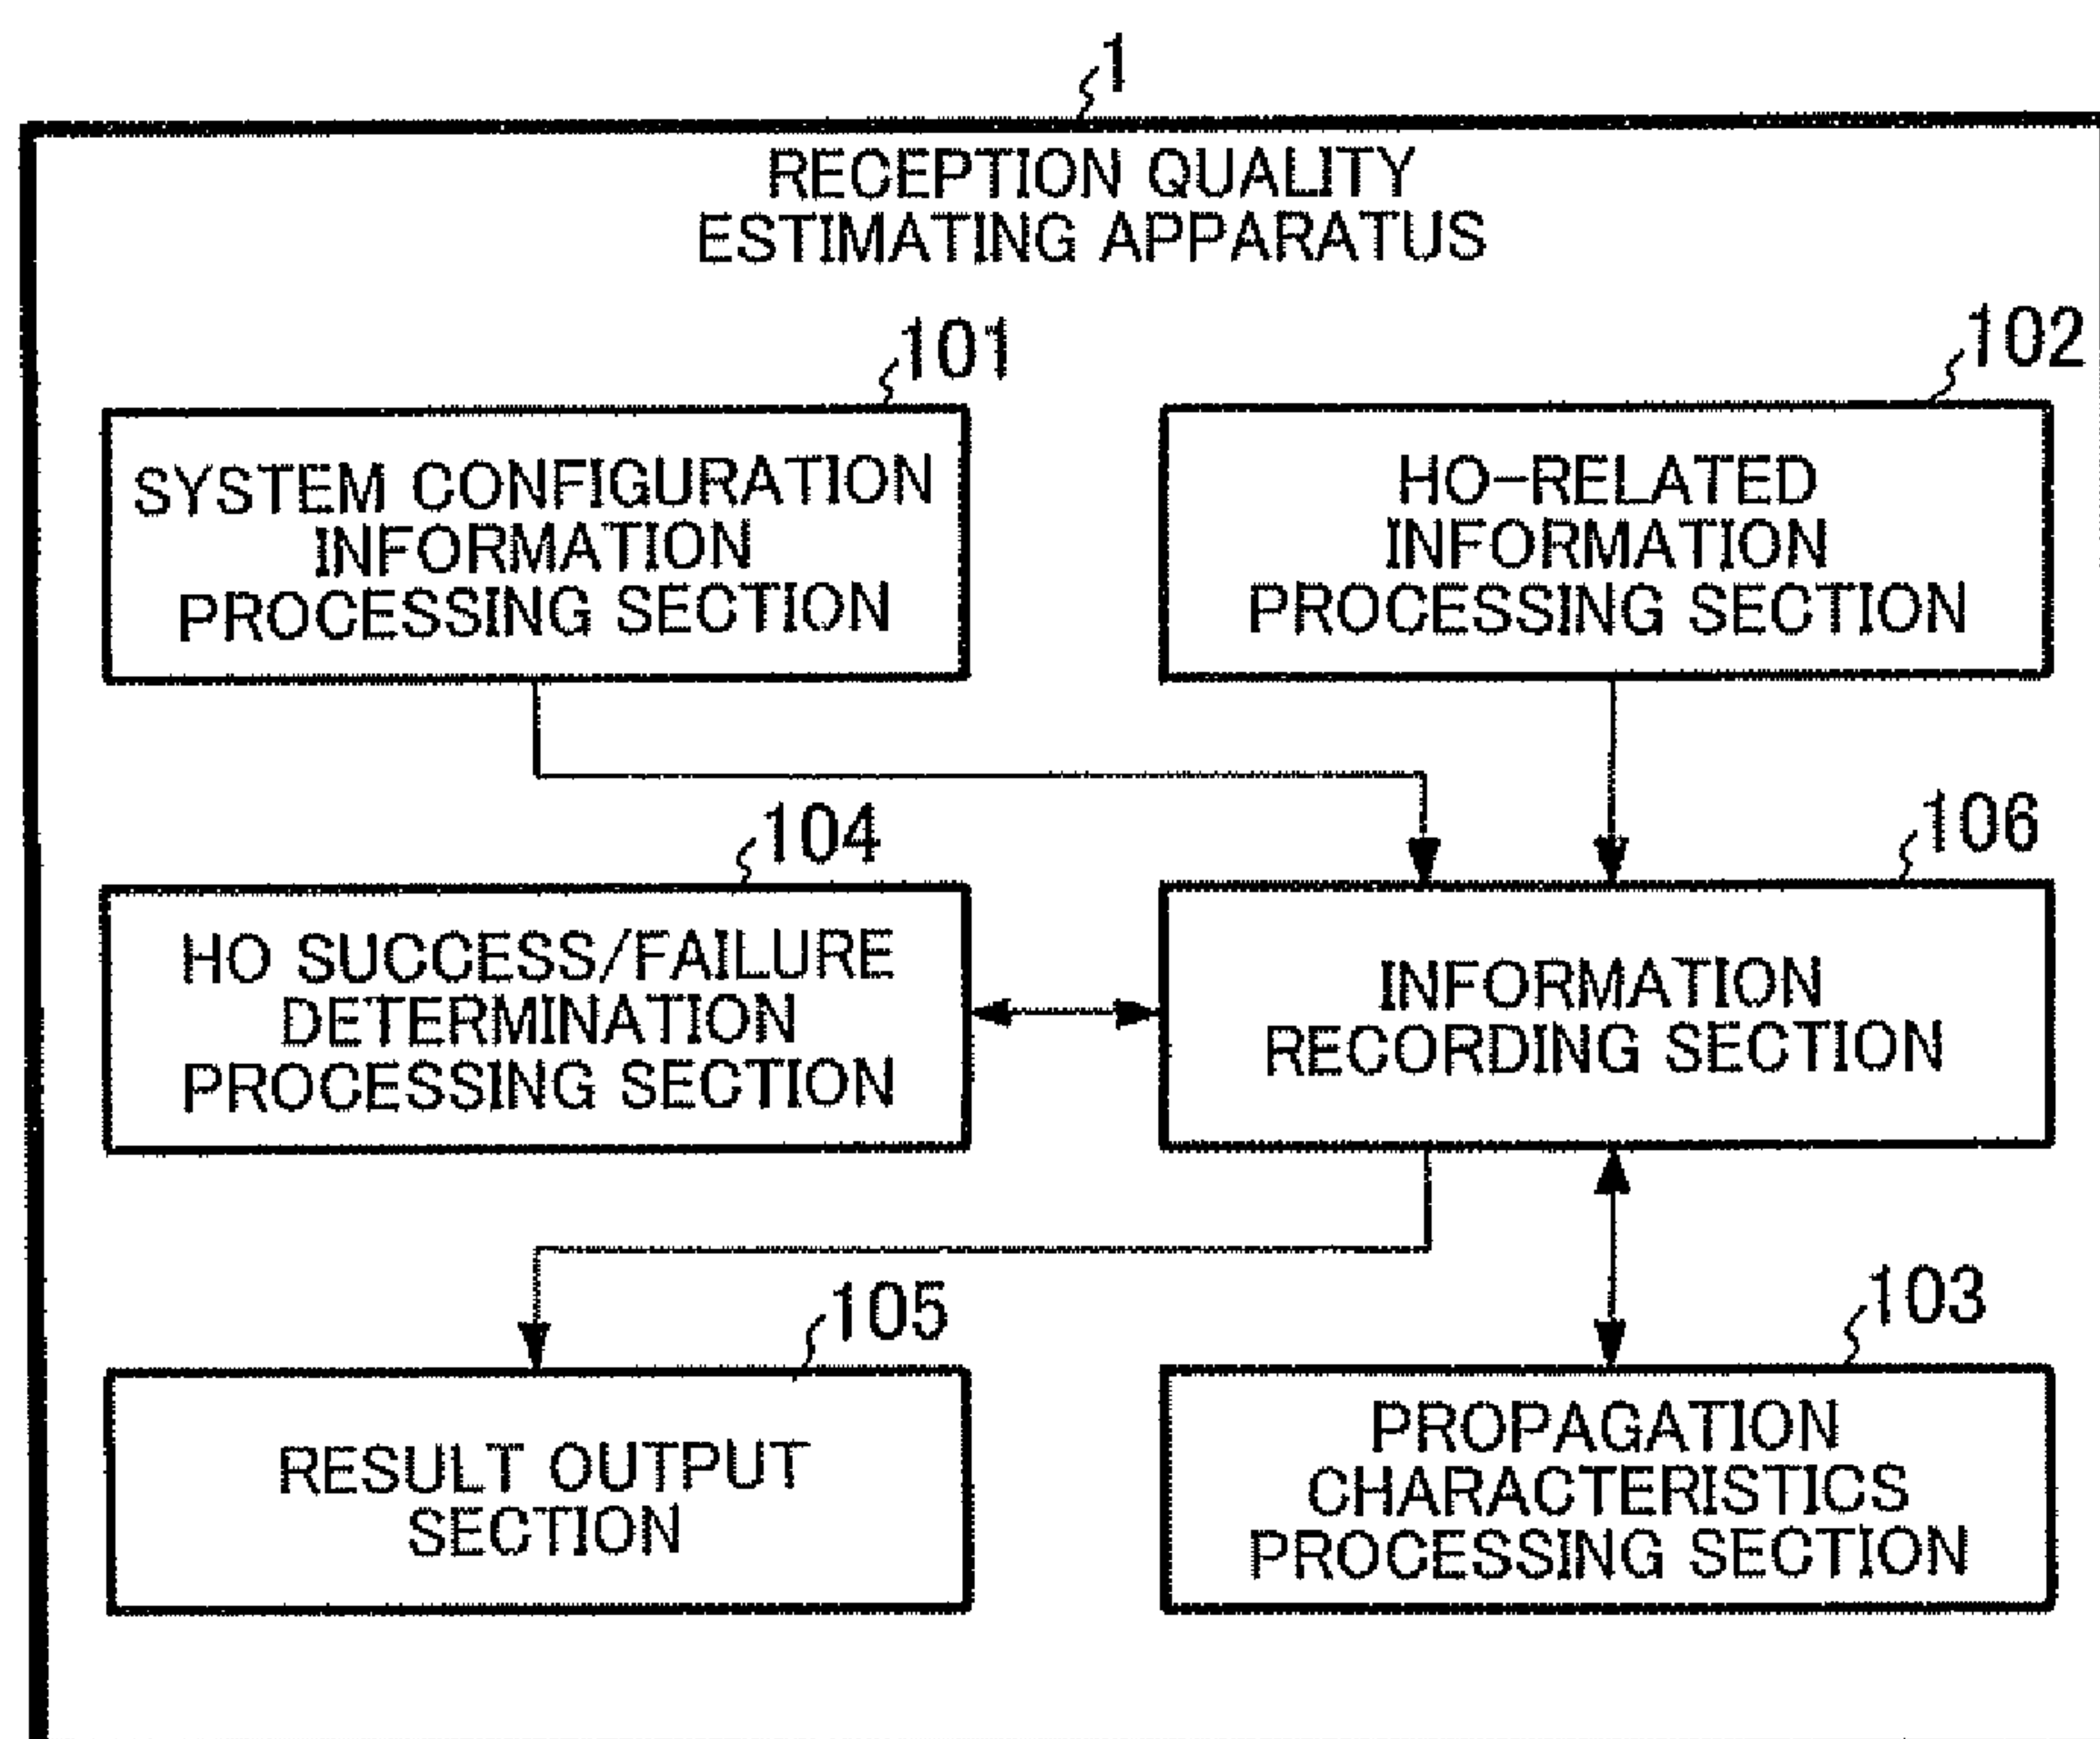 1
RECEPTION QUALITY
ESTIMATING APPARATUS
101
SYSTEM CONFIGURATION
INFORMATION
PROCESSING SECTION
102
HO-RELATED
INFORMATION
PROCESSING SECTION
104
HO SUCCESS/FAILURE
DETERMINATION
PROCESSING SECTION
106
INFORMATION
RECORDING SECTION
105
RESULT OUTPUT
SECTION
103
PROPAGATION
CHARACTERISTICS
PROCESSING SECTION